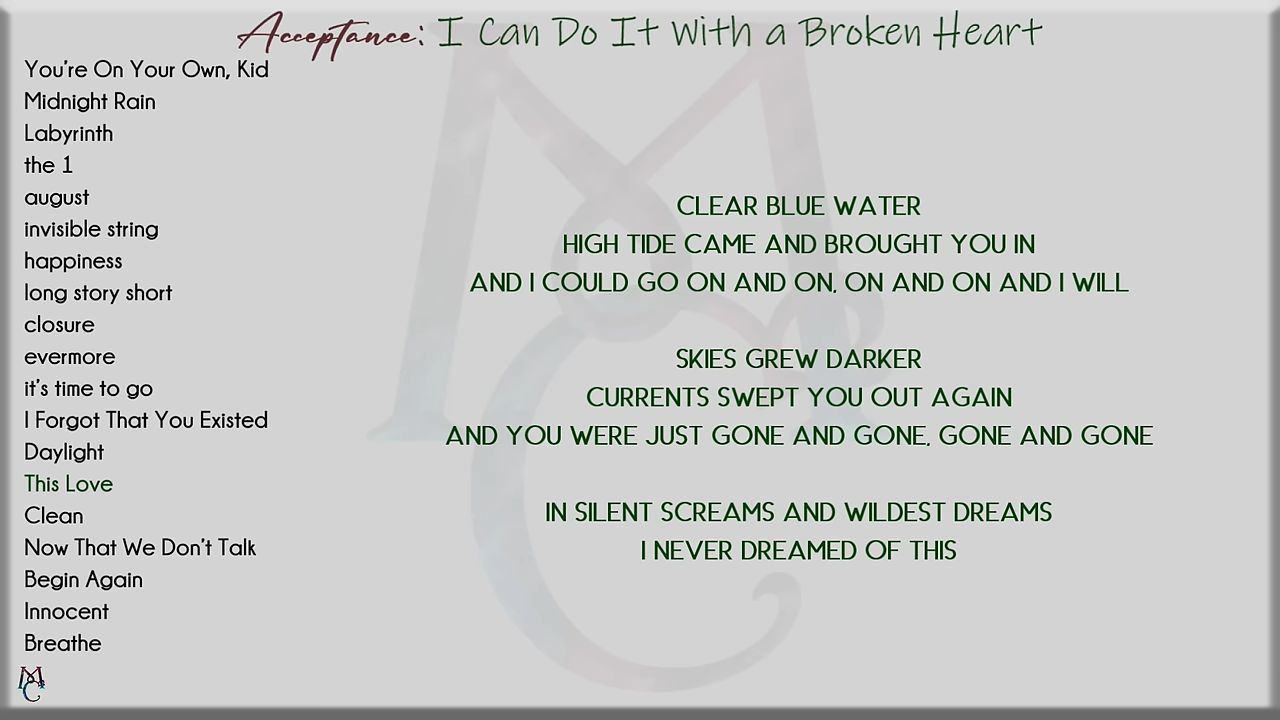 Acceptance: I Can Do It With a Broken Heart
You're On Your Own, Kid
Midnight Rain
Labyrinth
the 1
august
invisible string
happiness
long story short
closure
evermore
it's time to go
I Forgot That You Existed
Daylight
This Love
Clean
Now That We Don't Talk
Begin Again
Innocent
Breathe
CLEAR BLUE WATER
HIGH TIDE CAME AND BROUGHT YOU IN
AND I COULD GO ON AND ON, ON AND ON AND I WILL
SKIES GREW DARKER
CURRENTS SWEPT YOU OUT AGAIN
AND YOU WERE JUST GONE AND GONE, GONE AND GONE
IN SILENT SCREAMS AND WILDEST DREAMS
I NEVER DREAMED OF THIS